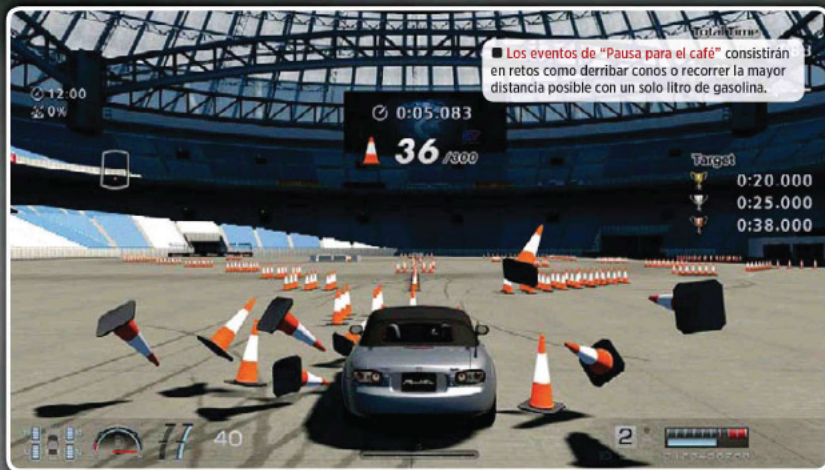 Total Time
■ Los eventos de “Pausa para el café” consistirán
en retos como derribar conos o recorrer la mayor
distancia posible con un solo litro de gasolina.
12:00
0%
0:05.083
36 /300
Target
0:20.000
0:25.000
0:38.000
77 40
2